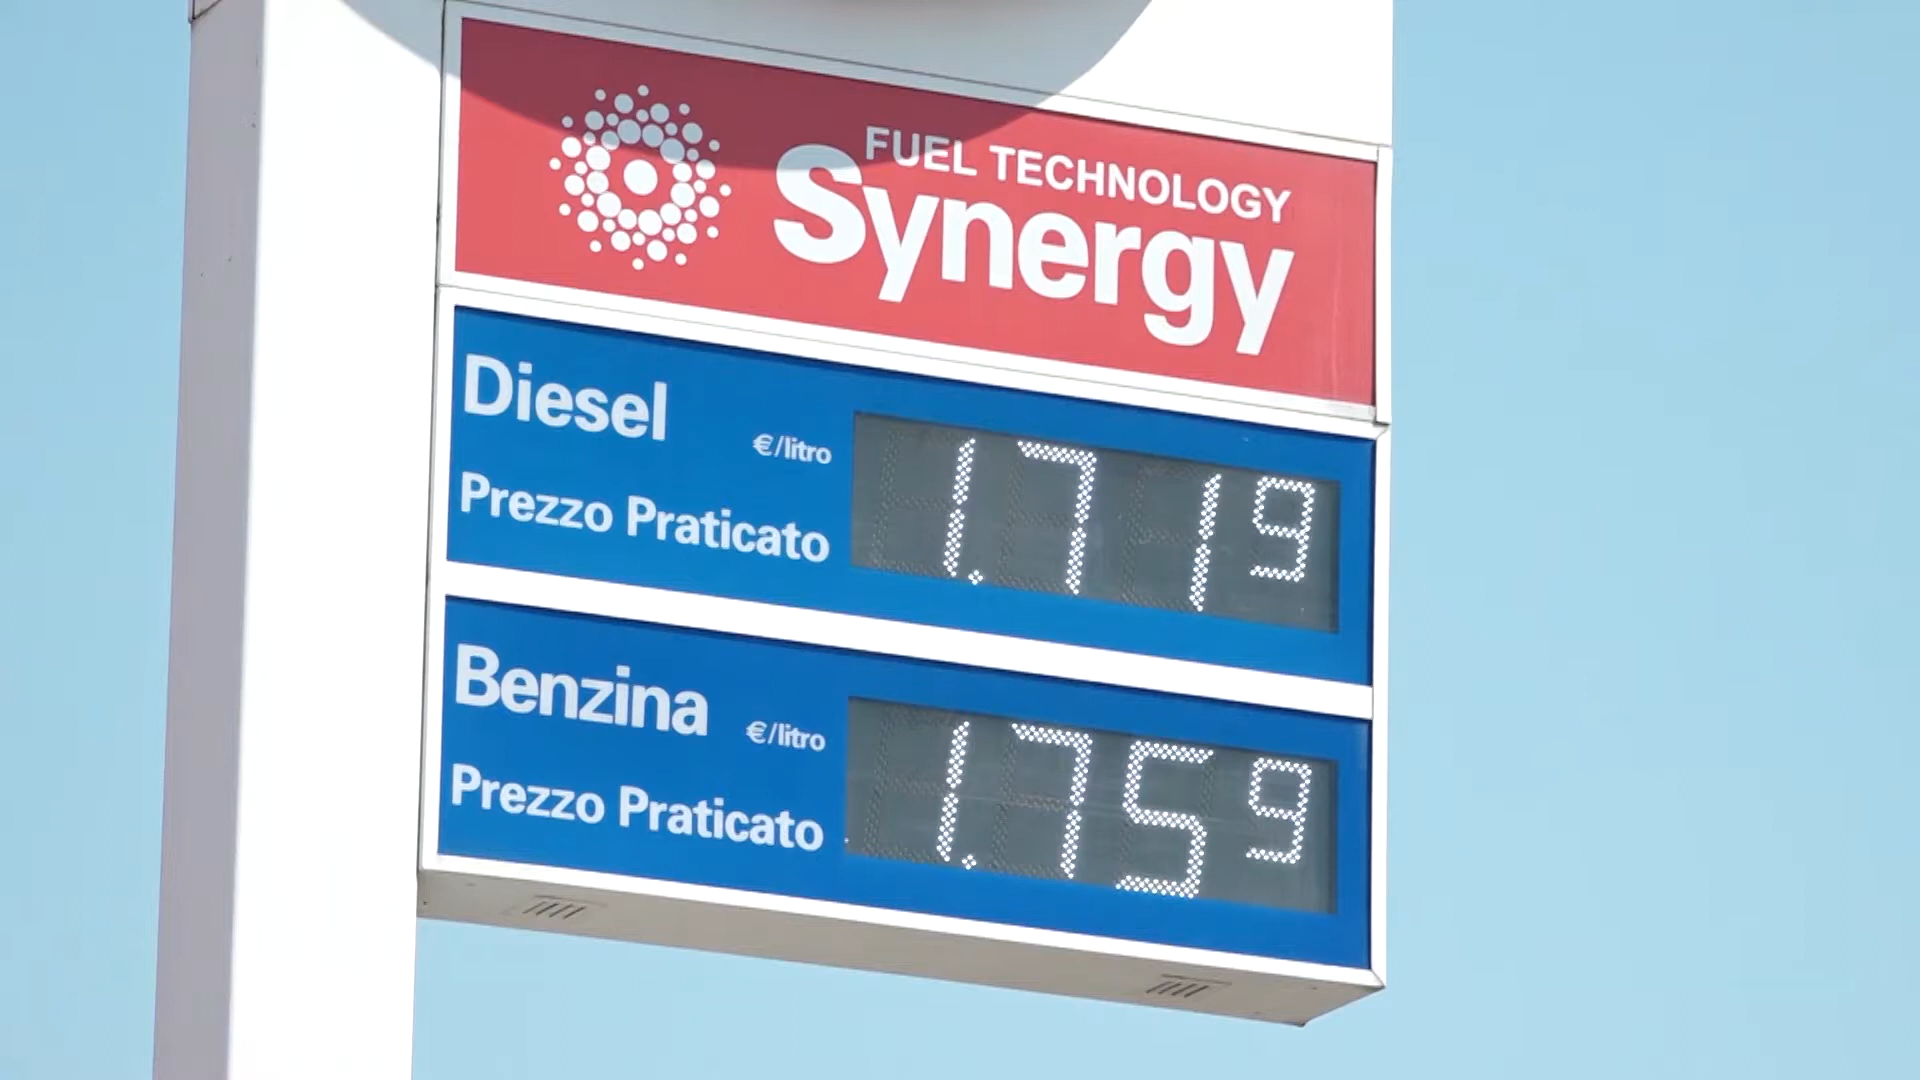 FUEL TECHNOLOGY
Synergy
Diesel €/litro 1.719
Prezzo Praticato
Benzina €/litro 1.759
Prezzo Praticato